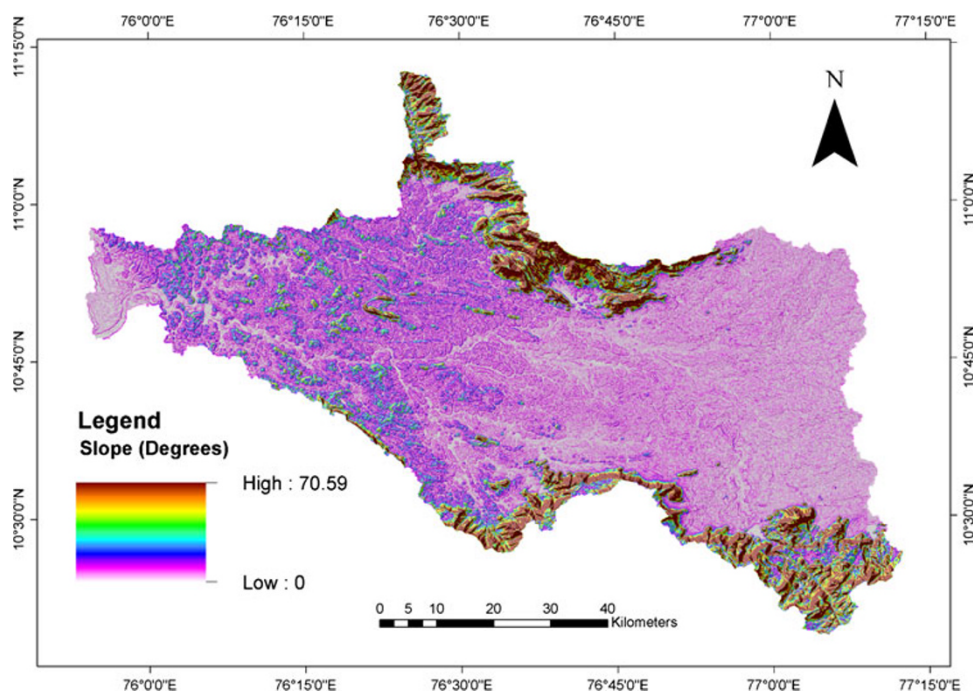 76°0'0"E 76°15'0"E 76°30'0"E 76°45'0"E 77°0'0"E 77°15'0"E
11°15'0"N
N
11°0'0"N 11°0'0"N
10°45'0"N 10°45'0"N
Legend
Slope (Degrees)
High : 70.59
10°30'0"N 10°30'0"N
Low : 0
0 5 10 20 30 40
Kilometers
76°0'0"E 76°15'0"E 76°30'0"E 76°45'0"E 77°0'0"E 77°15'0"E